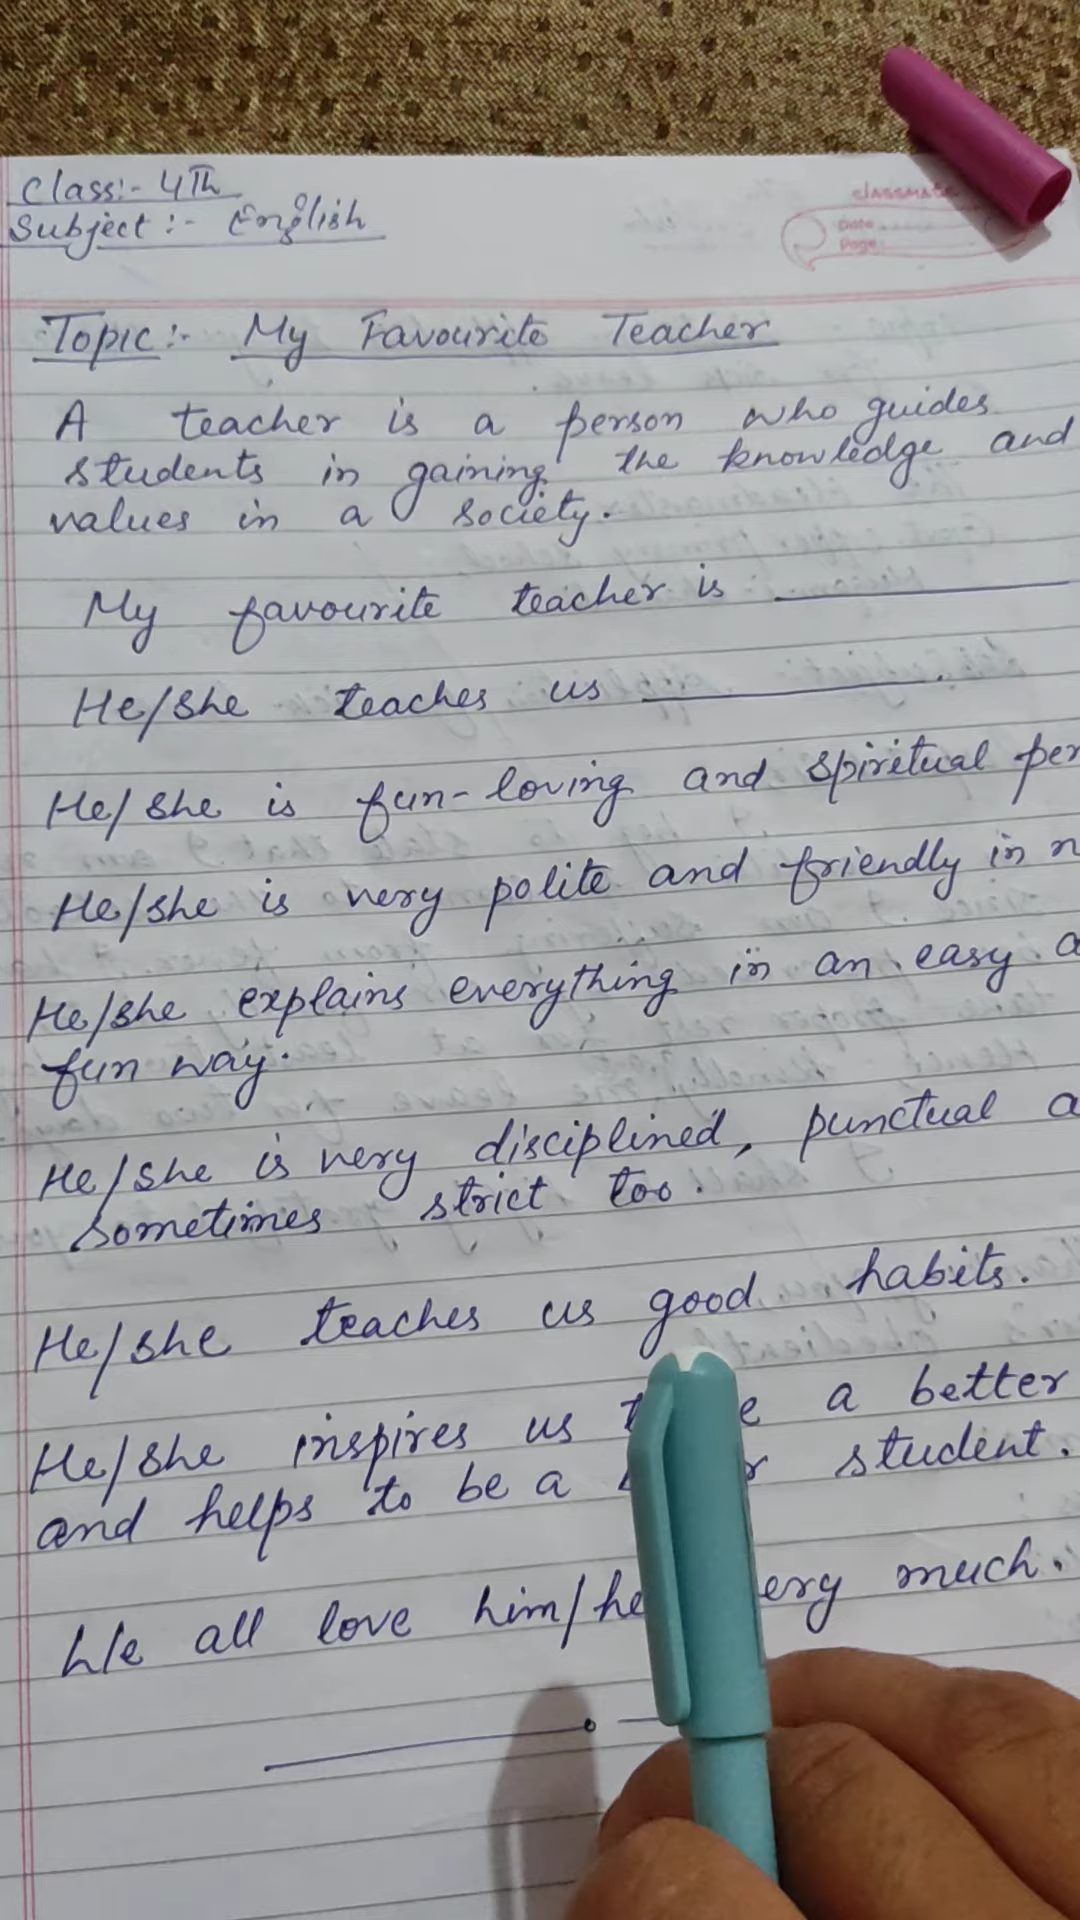 Class:- 4Th
Subject:- English
classmate
Date
Page
Topic:- My Favourite Teacher
A teacher is a person who guides
students in gaining the knowledge and
values in a society.
My favourite teacher is
He/She teaches us .
He/She is fun-loving and spiritual
He/she is very polite and friendly in
He/she explains everything in an easy
fun way.
He/she is very disciplined, punctual
sometimes strict too.
He/she teaches us good habits.
He/she inspires us a better
and helps to be a student.
We all love much.